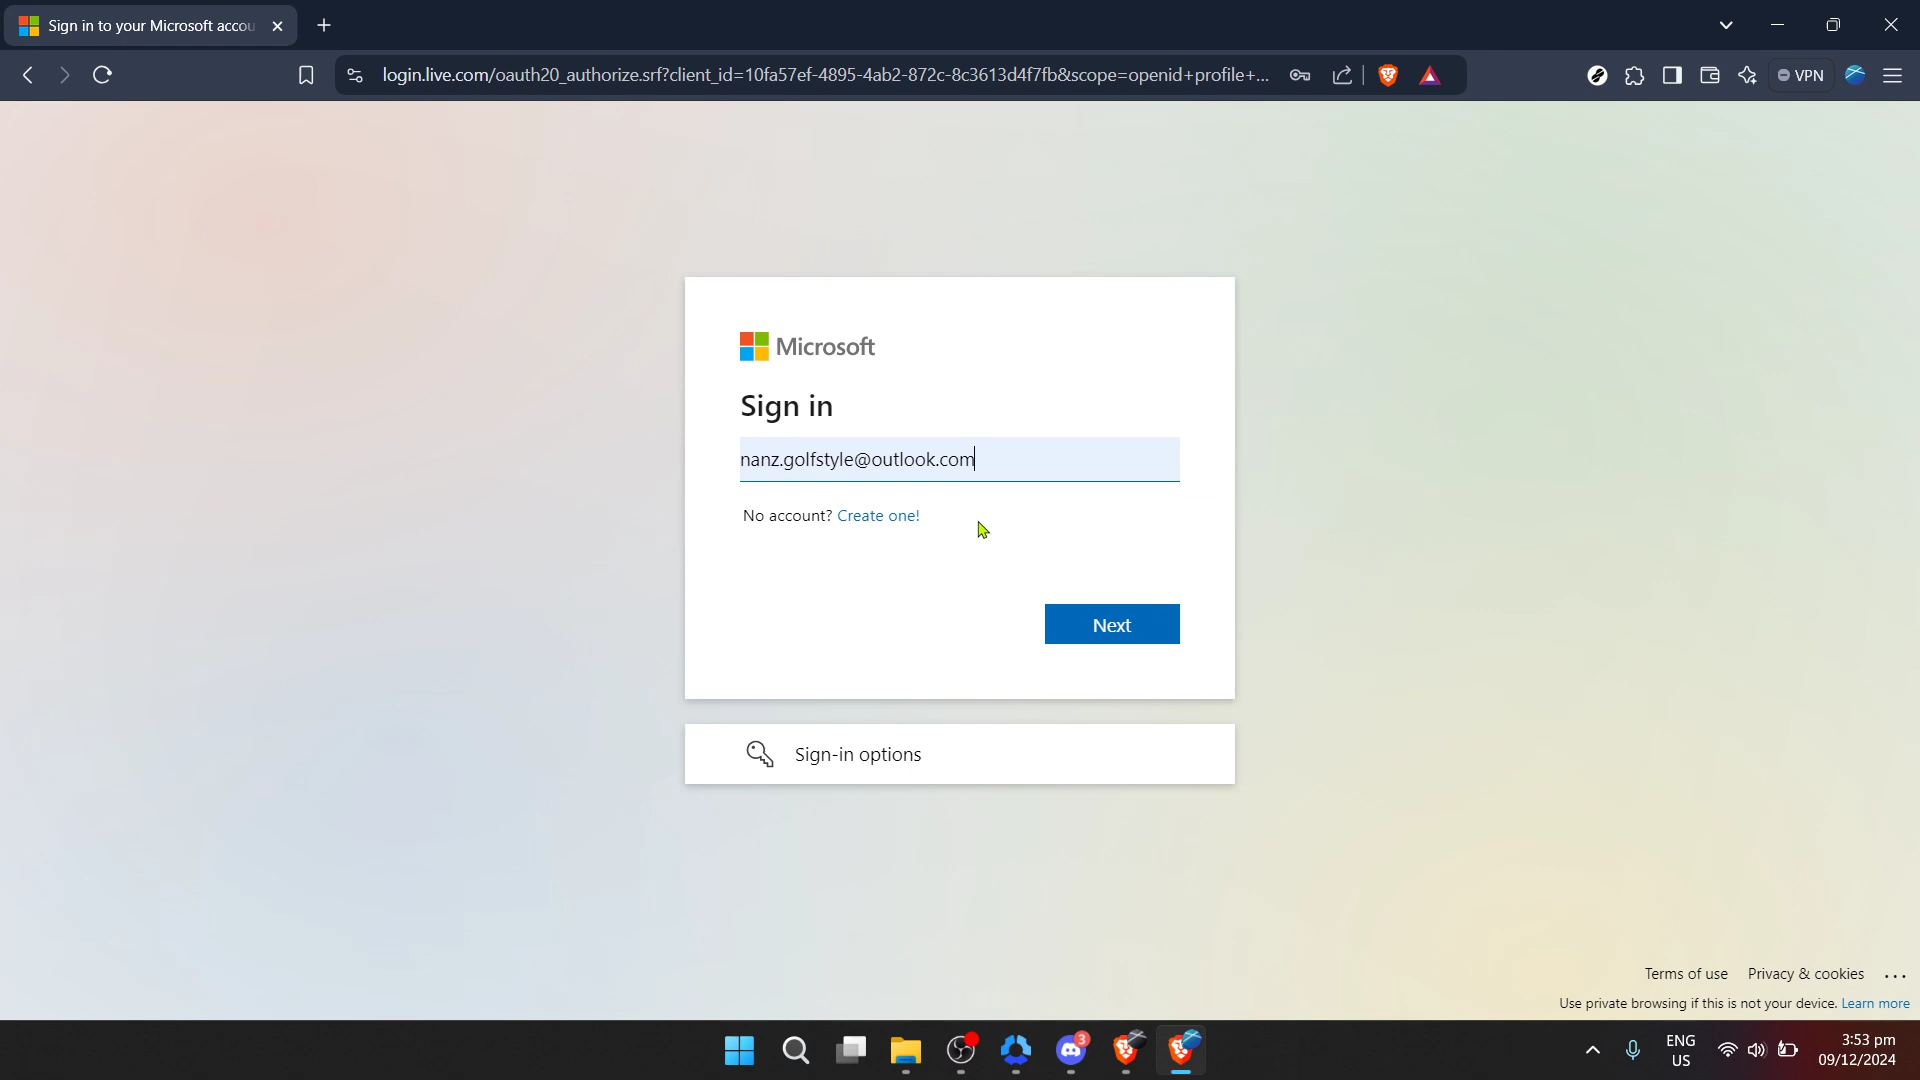 Sign in to your Microsoft accou
login.live.com/oauth20_authorize.srf?client_id=10fa57ef-4895-4ab2-872c-8c3613d4f7fb&scope=openid+profile+...
VPN
Microsoft
Sign in
nanz.golfstyle@outlook.com
No account? Create one!
Next
Sign-in options
Terms of use Privacy & cookies ...
Use private browsing if this is not your device. Learn more
3
ENG
US
3:53 pm
09/12/2024